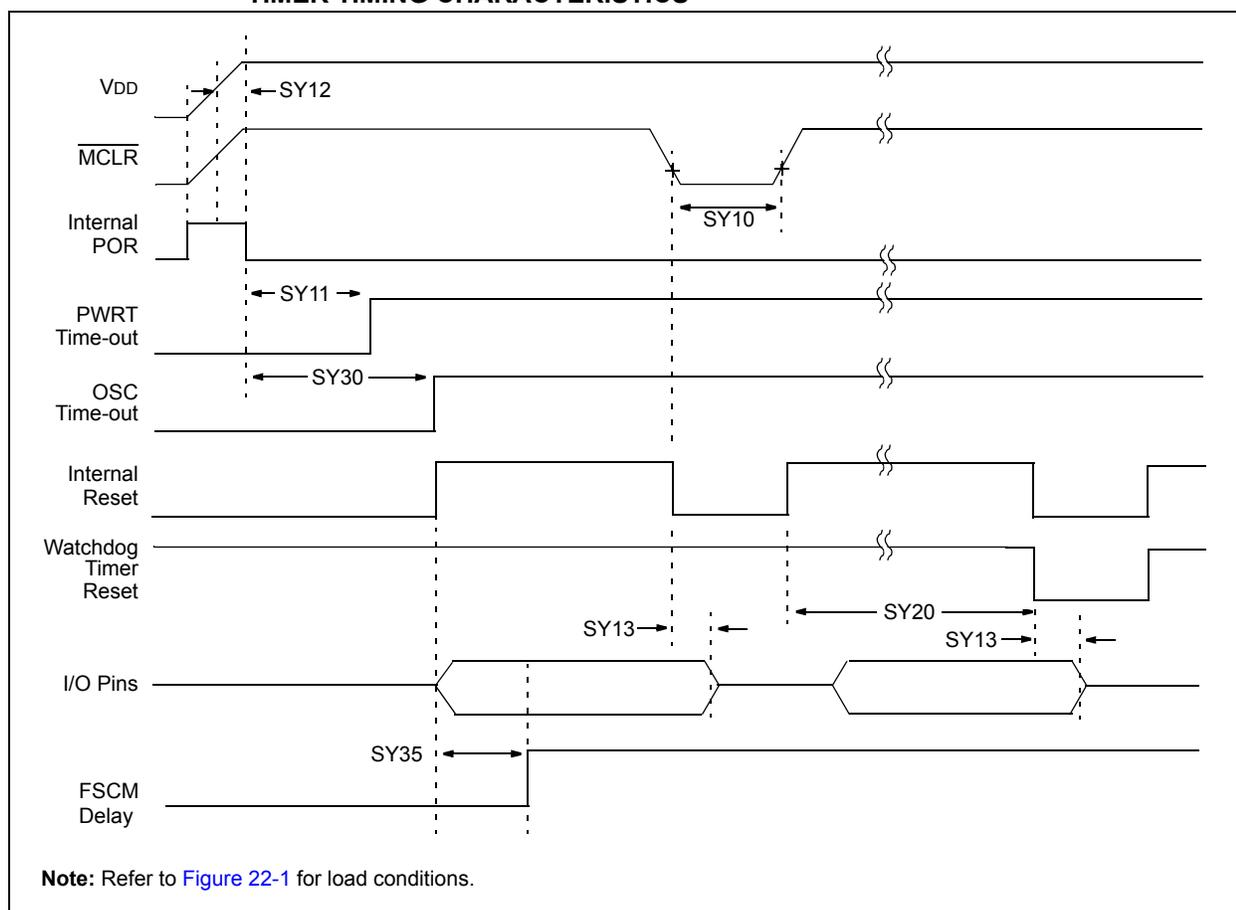 TIMER TIMING CHARACTERISTICS
VDD
SY12
MCLR
SY10
Internal
POR
SY11
PWRT
Time-out
SY30
OSC
Time-out
Internal
Reset
Watchdog
Timer
Reset
SY20
SY13
SY13
I/O Pins
SY35
FSCM
Delay
Note: Refer to Figure 22-1 for load conditions.